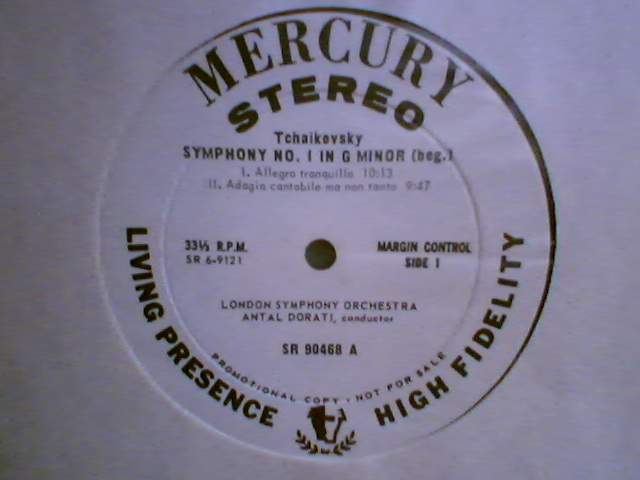 MERCURY
STEREO
Tchaikovsky
SYMPHONY NO. 1 IN G MINOR (beg.)
I. Allegro tranquillo 10:13
II. Adagio cantabile ma non tanto 9:47
33⅓ R.P.M.
SR 6-9121
MARGIN CONTROL
SIDE 1
LONDON SYMPHONY ORCHESTRA
ANTAL DORATI, conductor
SR 90468 A
PROMOTIONAL COPY · NOT FOR SALE
LIVING PRESENCE
HIGH FIDELITY